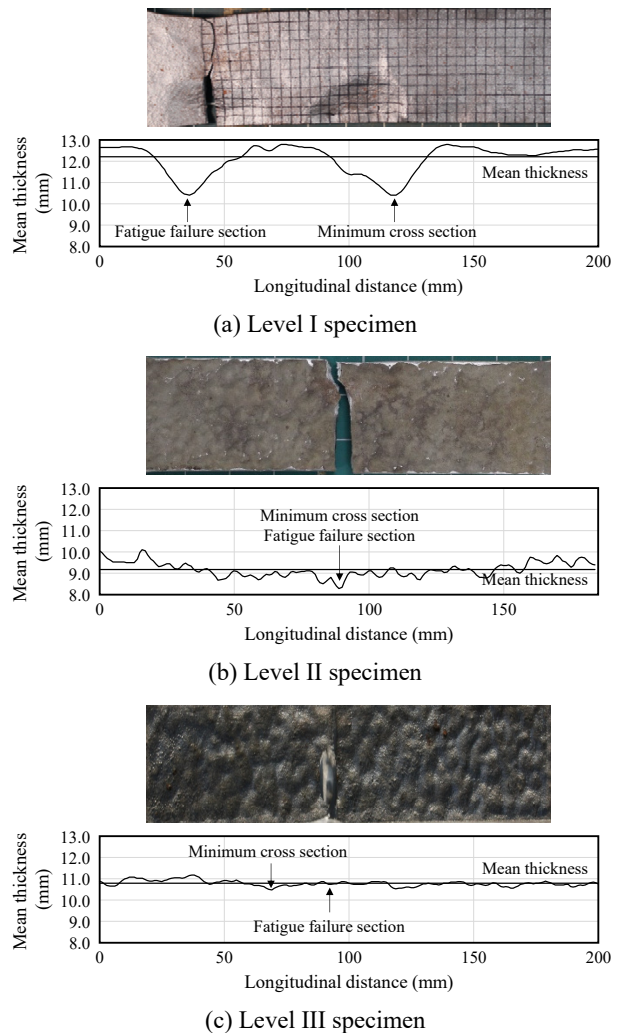 13.0
12.0
11.0
10.0
9.0
8.0
Mean thickness
(mm)
Mean thickness
Fatigue failure section
Minimum cross section
0
50
100
150
200
Longitudinal distance (mm)
(a) Level I specimen
13.0
12.0
11.0
10.0
9.0
8.0
Mean thickness
(mm)
Minimum cross section
Fatigue failure section
Mean thickness
0
50
100
150
Longitudinal distance (mm)
(b) Level II specimen
13.0
12.0
11.0
10.0
9.0
8.0
Mean thickness
(mm)
Minimum cross section
Mean thickness
Fatigue failure section
0
50
100
150
200
Longitudinal distance (mm)
(c) Level III specimen